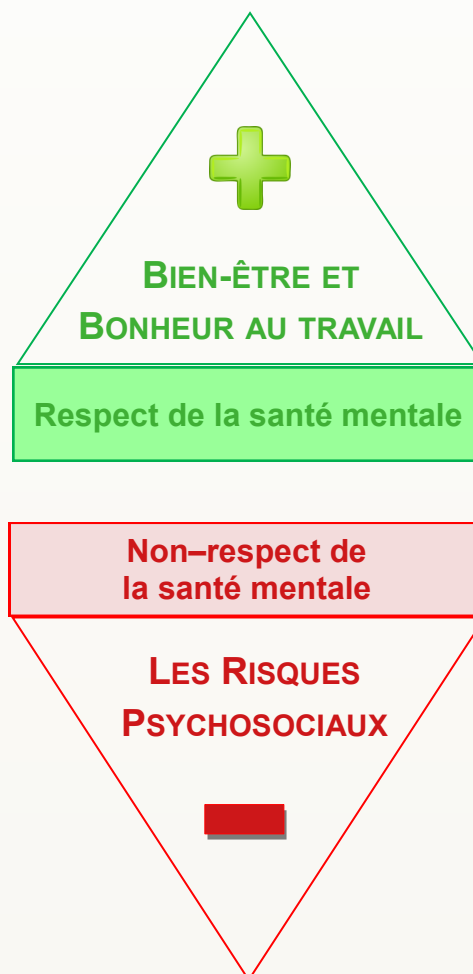 BIEN-ÊTRE ET
BONHEUR AU TRAVAIL
Respect de la santé mentale
Non–respect de
la santé mentale
LES RISQUES
PSYCHOSOCIAUX